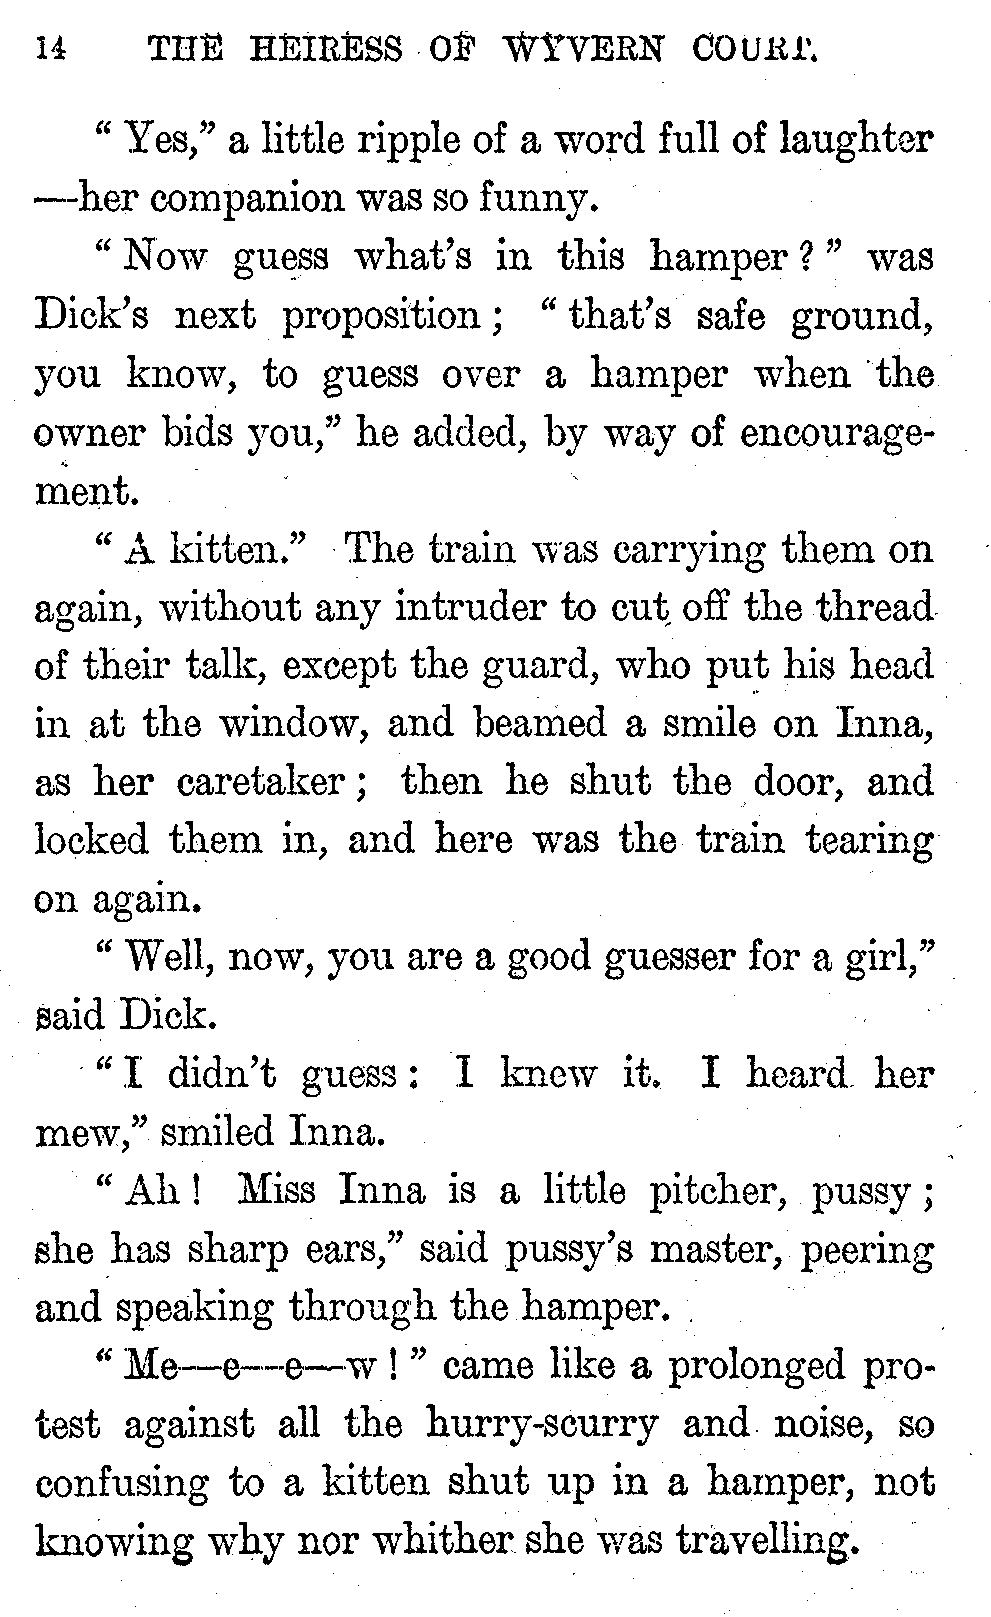 14 THE HEIRESS OF WYVERN COURT.
“ Yes,” a little ripple of a word full of laughter
—her companion was so funny.
“ Now guess what’s in this hamper ? ” was
Dick’s next proposition ; “ that’s safe ground,
you know, to guess over a hamper when the
owner bids you,” he added, by way of encourage-
ment.
“ A kitten.” The train was carrying them on
again, without any intruder to cut off the thread
of their talk, except the guard, who put his head
in at the window, and beamed a smile on Inna,
as her caretaker ; then he shut the door, and
locked them in, and here was the train tearing
on again.
“ Well, now, you are a good guesser for a girl,”
said Dick.
“ I didn’t guess : I knew it. I heard her
mew,” smiled Inna.
“ Ah ! Miss Inna is a little pitcher, pussy ;
she has sharp ears,” said pussy’s master, peering
and speaking through the hamper.
“ Me—e—e—w ! ” came like a prolonged pro-
test against all the hurry-scurry and noise, so
confusing to a kitten shut up in a hamper, not
knowing why nor whither she was travelling.